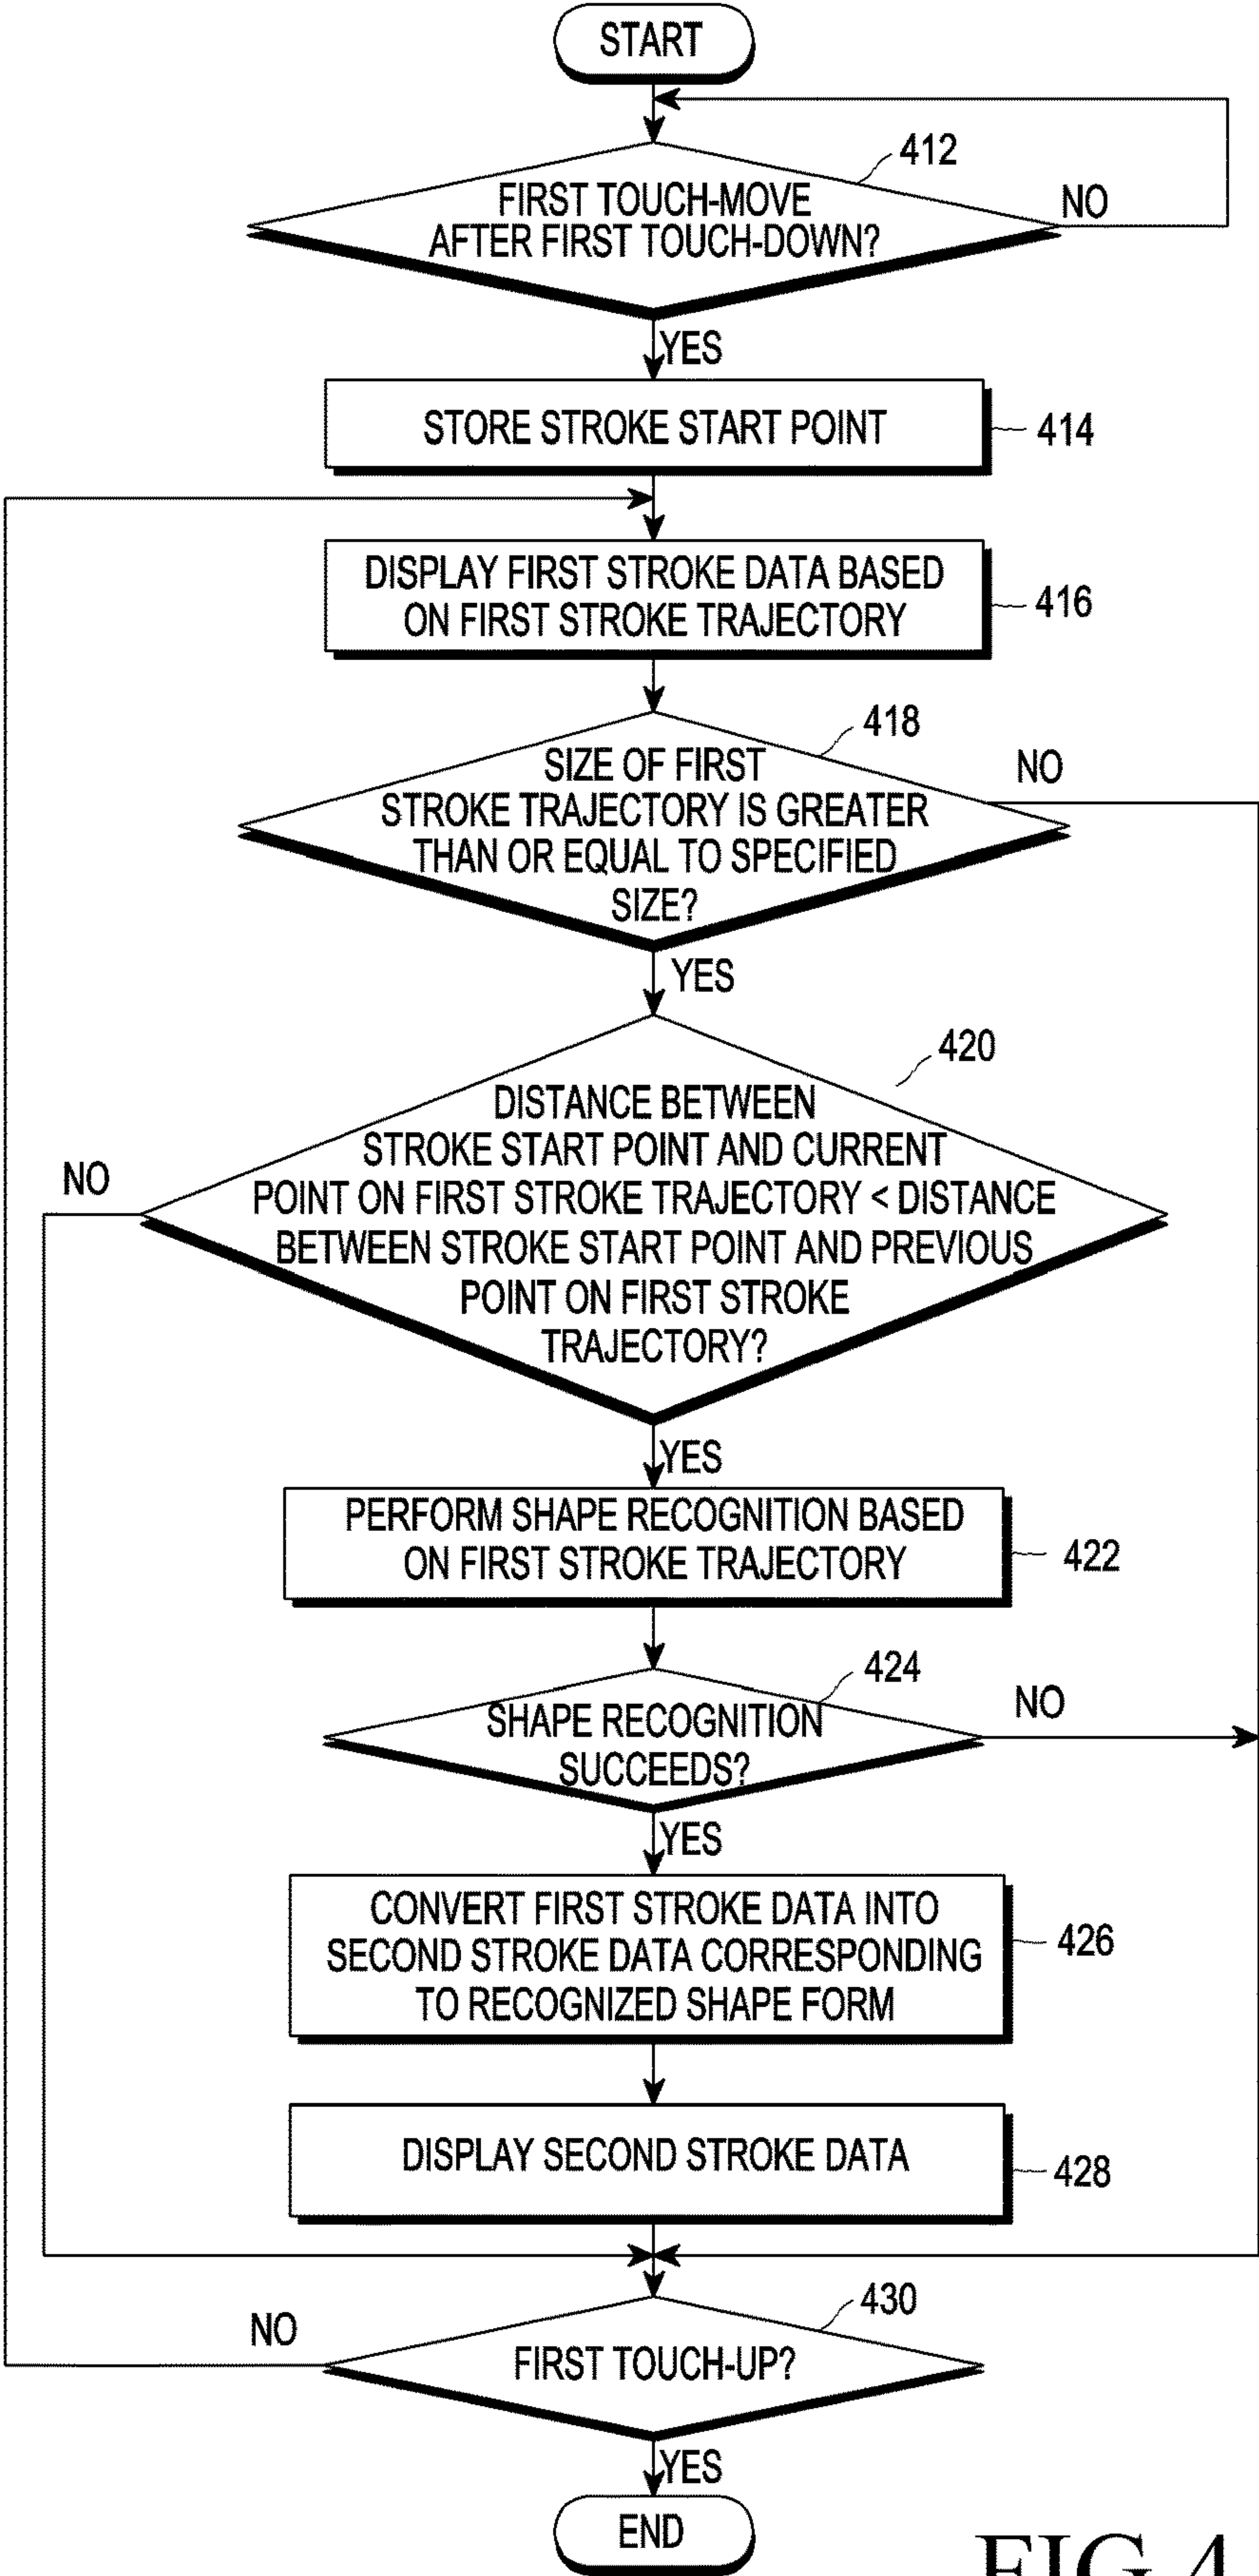 START
412
FIRST TOUCH-MOVE
AFTER FIRST TOUCH-DOWN?
NO
YES
STORE STROKE START POINT
414
DISPLAY FIRST STROKE DATA BASED
ON FIRST STROKE TRAJECTORY
416
418
SIZE OF FIRST
STROKE TRAJECTORY IS GREATER
THAN OR EQUAL TO SPECIFIED
SIZE?
NO
YES
420
DISTANCE BETWEEN
STROKE START POINT AND CURRENT
POINT ON FIRST STROKE TRAJECTORY < DISTANCE
BETWEEN STROKE START POINT AND PREVIOUS
POINT ON FIRST STROKE
TRAJECTORY?
NO
YES
PERFORM SHAPE RECOGNITION BASED
ON FIRST STROKE TRAJECTORY
422
424
SHAPE RECOGNITION
SUCCEEDS?
NO
YES
CONVERT FIRST STROKE DATA INTO
SECOND STROKE DATA CORRESPONDING
TO RECOGNIZED SHAPE FORM
426
DISPLAY SECOND STROKE DATA
428
430
FIRST TOUCH-UP?
NO
YES
END
FIG.4